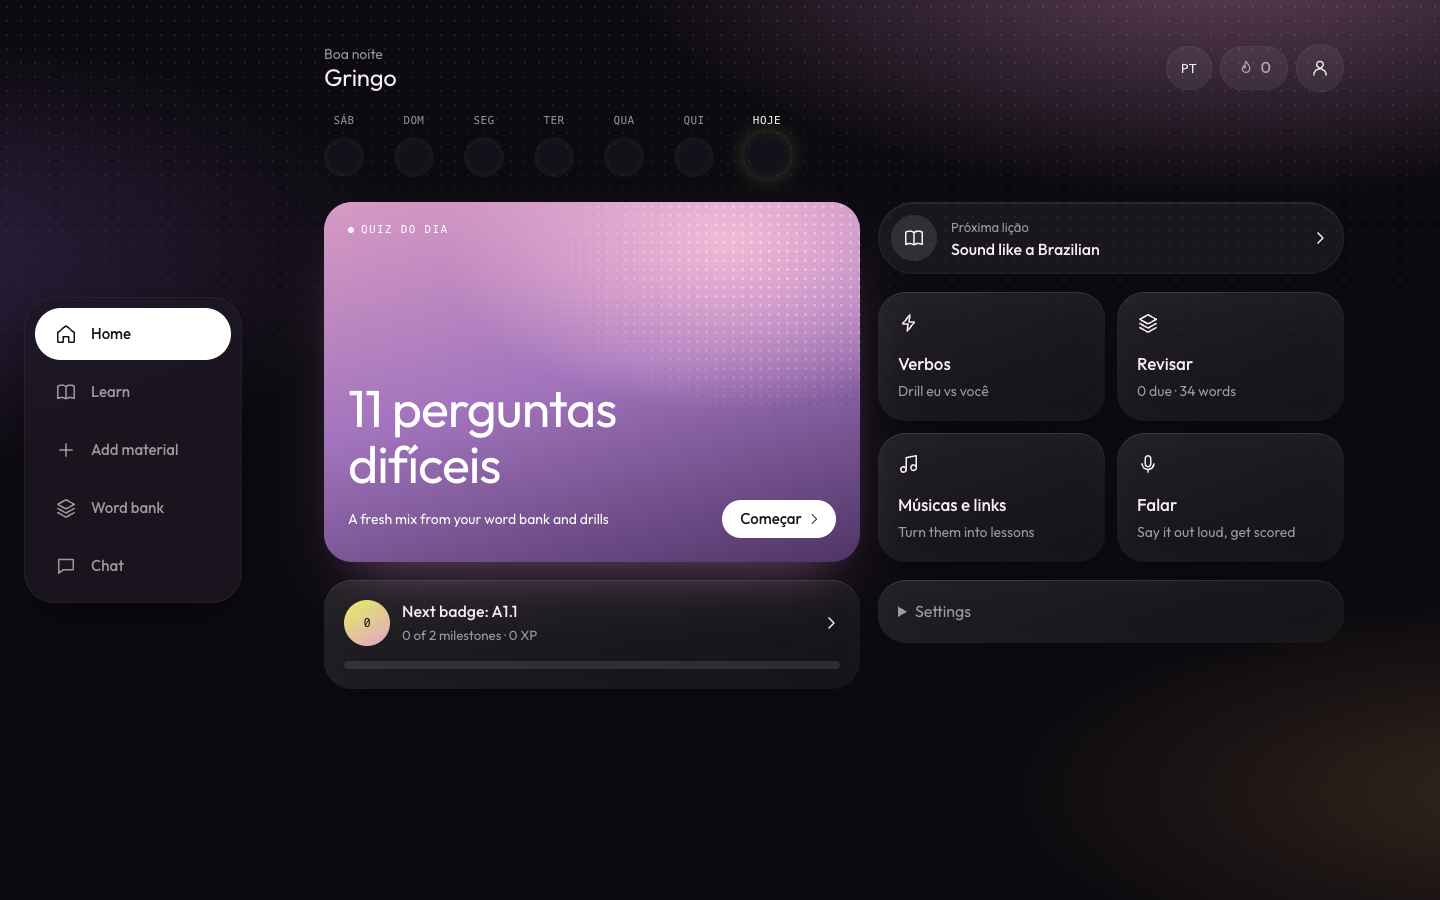 Boa noite
Gringo
PT
0
SÁB DOM SEG TER QUA QUI HOJE
Home
Learn
Add material
Word bank
Chat
QUIZ DO DIA
11 perguntas
difíceis
A fresh mix from your word bank and drills
Começar
0
Next badge: A1.1
0 of 2 milestones · 0 XP
Próxima lição
Sound like a Brazilian
Verbos
Drill eu vs você
Revisar
0 due · 34 words
Músicas e links
Turn them into lessons
Falar
Say it out loud, get scored
Settings